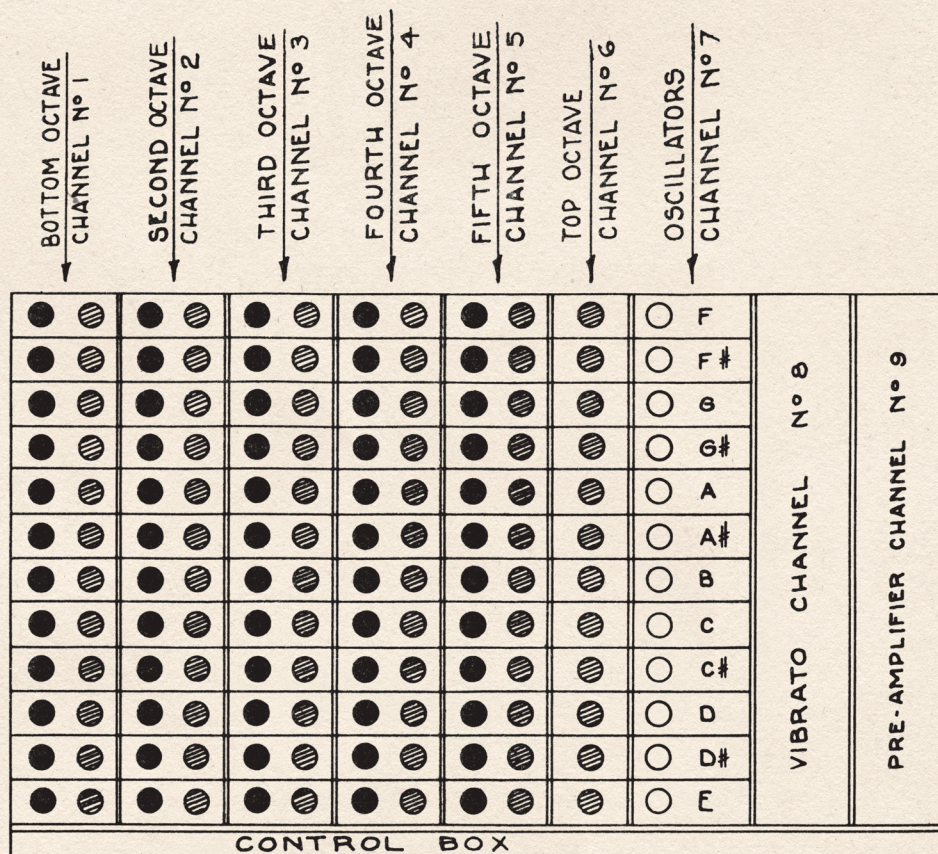 BOTTOM OCTAVE
CHANNEL Nº 1
SECOND OCTAVE
CHANNEL Nº 2
THIRD OCTAVE
CHANNEL Nº 3
FOURTH OCTAVE
CHANNEL Nº 4
FIFTH OCTAVE
CHANNEL Nº 5
TOP OCTAVE
CHANNEL Nº 6
OSCILLATORS
CHANNEL Nº 7
F
F#
G
G#
A
A#
B
C
C#
D
D#
E
VIBRATO CHANNEL Nº 8
PRE-AMPLIFIER CHANNEL Nº 9
CONTROL BOX